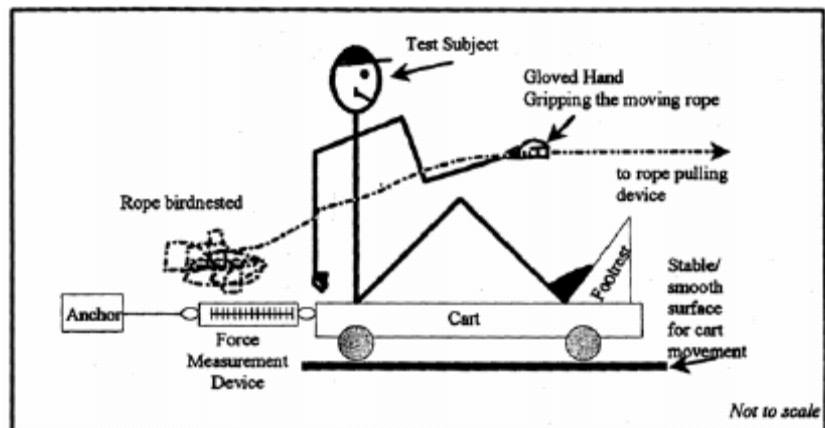 Test Subject
Gloved Hand
Gripping the moving rope
to rope pulling
device
Rope birdnested
Stable/
smooth
surface
for cart
movement
Footrest
Anchor
Cart
Force
Measurement
Device
Not to scale